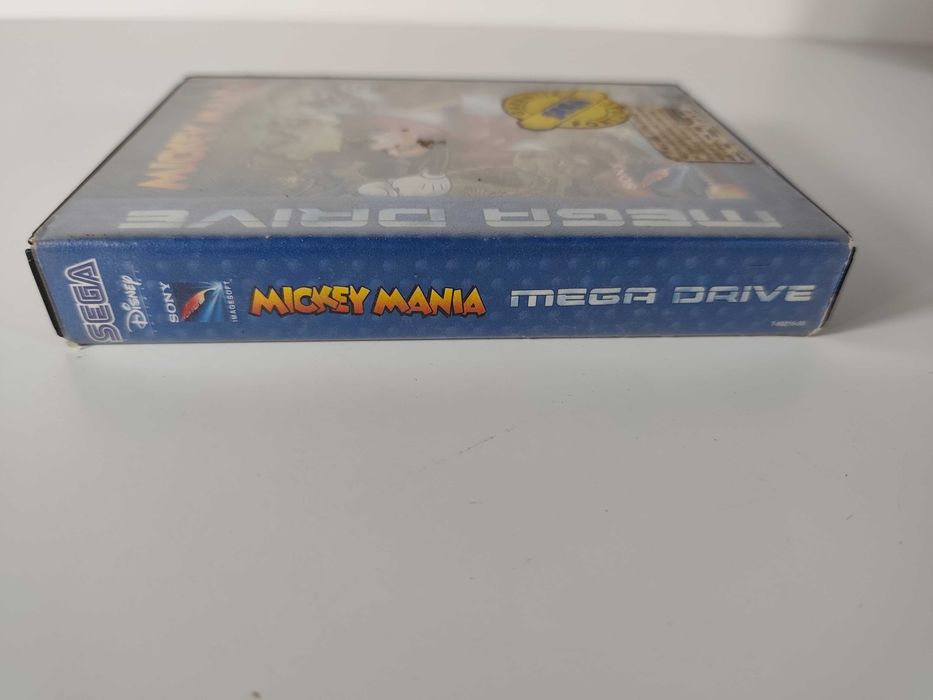 SEGA
DISNEY
SONY
IMAGESOFT
MICKEY MANIA
MEGA DRIVE
MEGA DRIVE
MICKEY MANIA